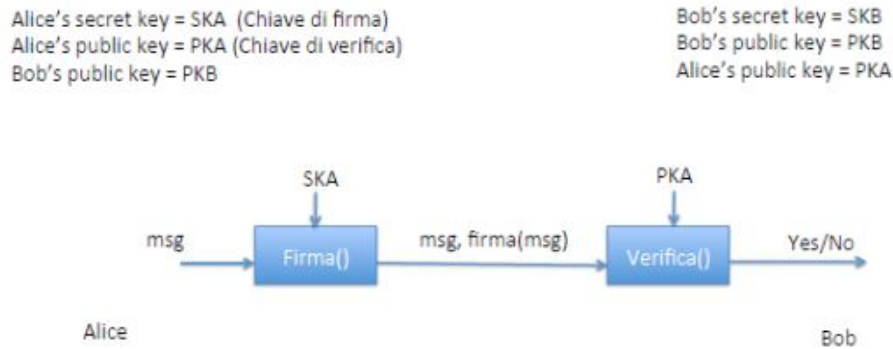 Alice's secret key = SKA (Chiave di firma)
Alice's public key = PKA (Chiave di verifica)
Bob's public key = PKB
Bob's secret key = SKB
Bob's public key = PKB
Alice's public key = PKA
SKA
PKA
msg
Firma()
msg, firma(msg)
Verifica()
Yes/No
Alice
Bob